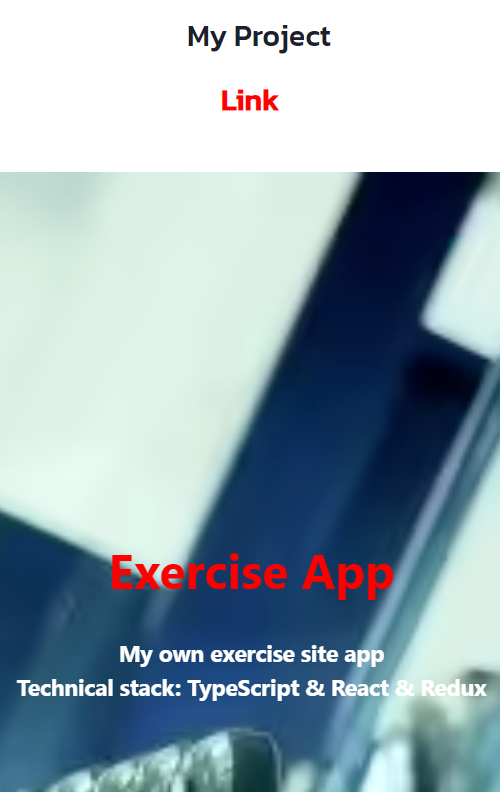 My Project
Link
Exercise App
My own exercise site app
Technical stack: TypeScript & React & Redux